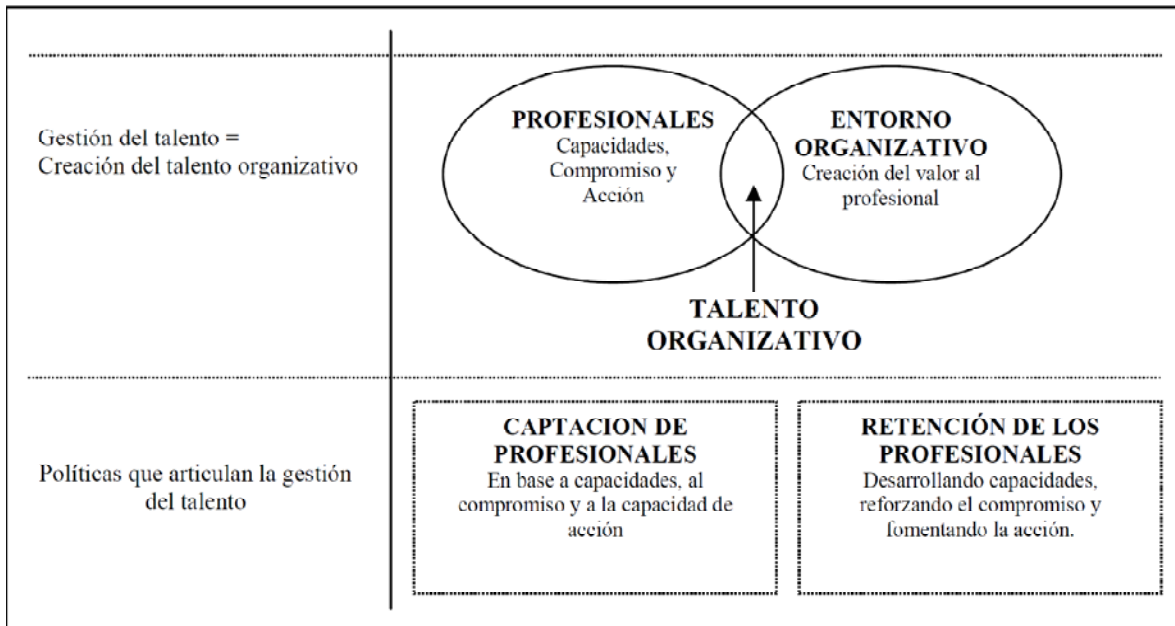 Gestión del talento =
Creación del talento organizativo
PROFESIONALES
Capacidades,
Compromiso y
Acción
ENTORNO
ORGANIZATIVO
Creación del valor al
profesional
TALENTO
ORGANIZATIVO
Políticas que articulan la gestión
del talento
CAPTACION DE
PROFESIONALES
En base a capacidades, al
compromiso y a la capacidad de
acción
RETENCIÓN DE LOS
PROFESIONALES
Desarrollando capacidades,
reforzando el compromiso y
fomentando la acción.